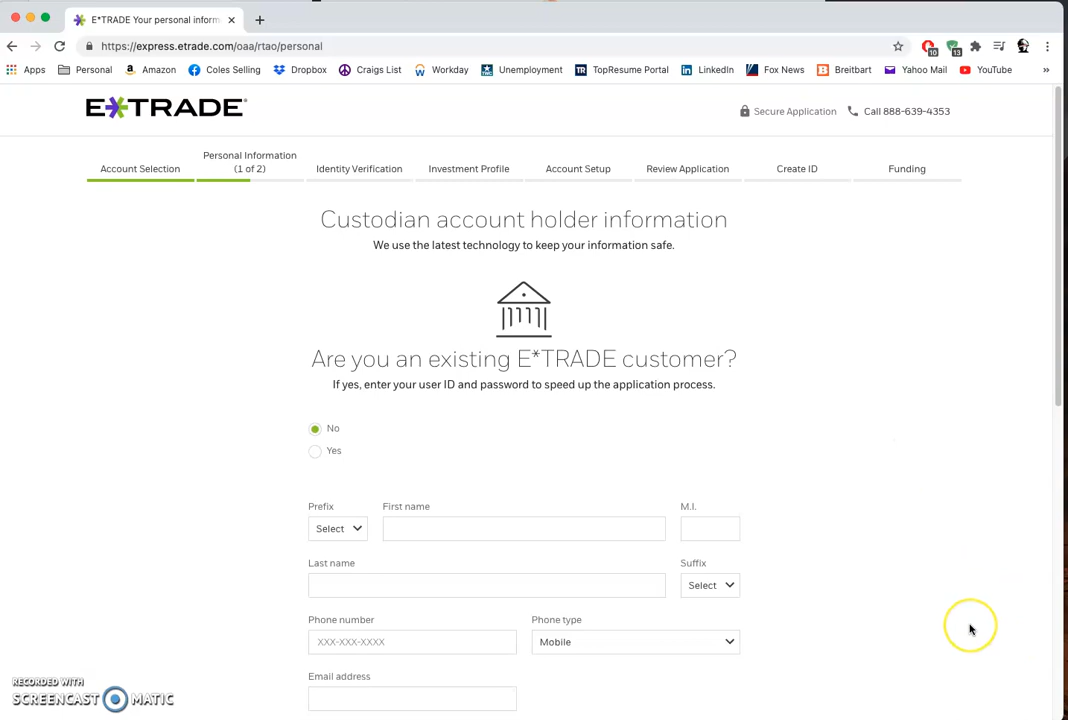 E*TRADE Your personal inform
https://express.etrade.com/oaa/rtao/personal
10
13
Apps
Personal
Amazon
Coles Selling
Dropbox
Craigs List
Workday
Unemployment
TopResume Portal
LinkedIn
Fox News
Breitbart
Yahoo Mail
YouTube
E*TRADE
Secure Application
Call 888-639-4353
Account Selection
Personal Information
(1 of 2)
Identity Verification
Investment Profile
Account Setup
Review Application
Create ID
Funding
Custodian account holder information
We use the latest technology to keep your information safe.
Are you an existing E*TRADE customer?
If yes, enter your user ID and password to speed up the application process.
No
Yes
Prefix
First name
M.I.
Select
Last name
Suffix
Select
Phone number
Phone type
XXX-XXX-XXXX
Mobile
Email address
RECORDED WITH
SCREENCAST MATIC